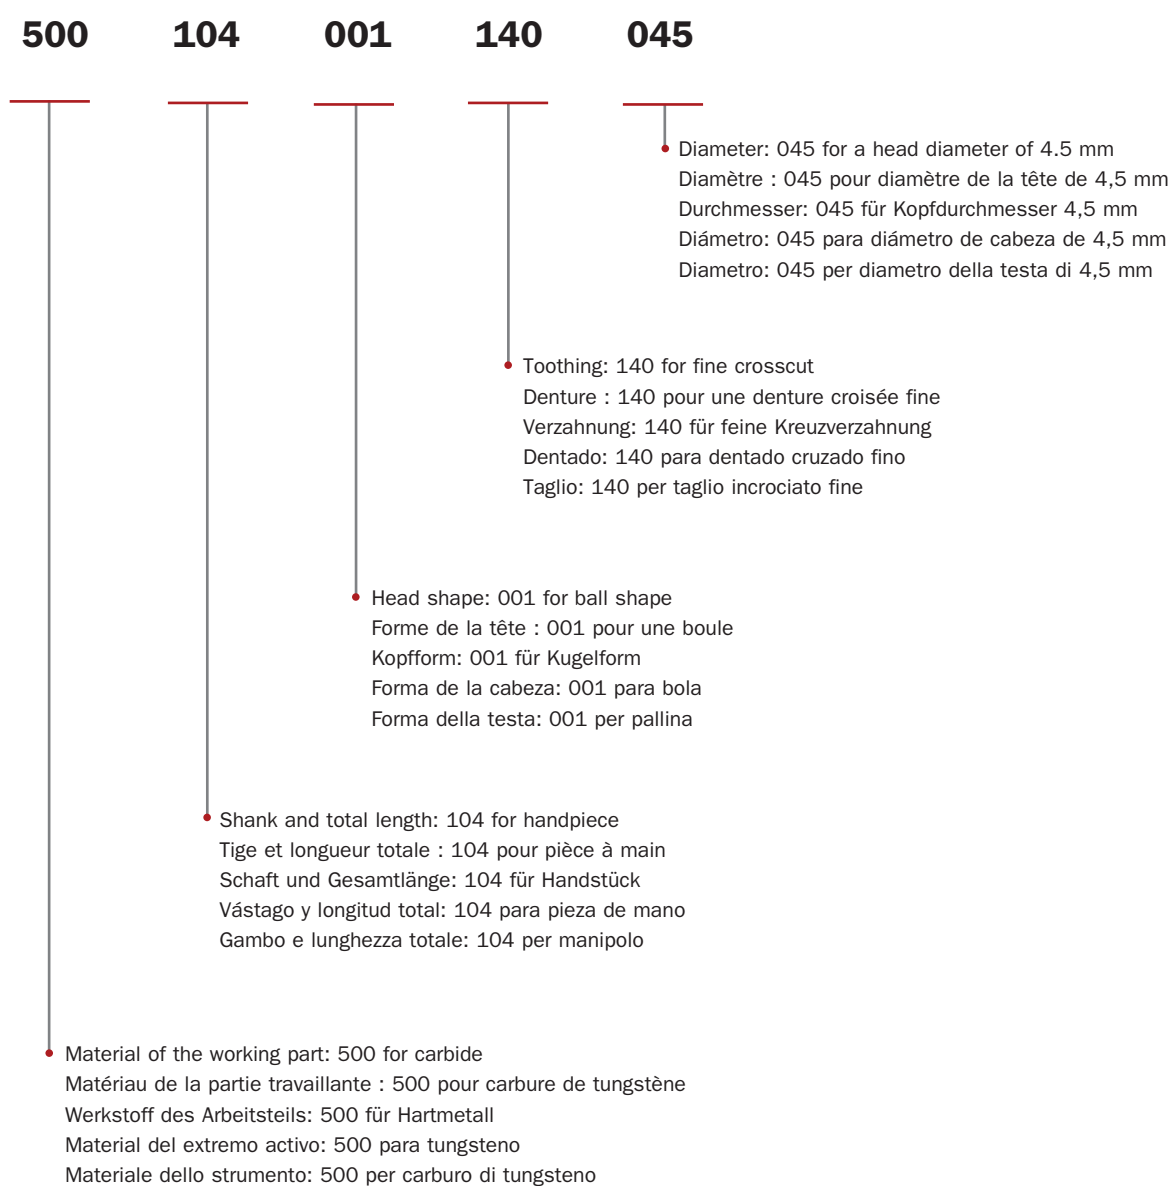 500 104 001 140 045
Diameter: 045 for a head diameter of 4.5 mm
Diamètre : 045 pour diamètre de la tête de 4,5 mm
Durchmesser: 045 für Kopfdurchmesser 4,5 mm
Diámetro: 045 para diámetro de cabeza de 4,5 mm
Diametro: 045 per diametro della testa di 4,5 mm
Toothing: 140 for fine crosscut
Denture : 140 pour une denture croisée fine
Verzahnung: 140 für feine Kreuzverzahnung
Dentado: 140 para dentado cruzado fino
Taglio: 140 per taglio incrociato fine
Head shape: 001 for ball shape
Forme de la tête : 001 pour une boule
Kopfform: 001 für Kugelform
Forma de la cabeza: 001 para bola
Forma della testa: 001 per pallina
Shank and total length: 104 for handpiece
Tige et longueur totale : 104 pour pièce à main
Schaft und Gesamtlänge: 104 für Handstück
Vástago y longitud total: 104 para pieza de mano
Gambo e lunghezza totale: 104 per manipolo
Material of the working part: 500 for carbide
Matériau de la partie travaillante : 500 pour carbure de tungstène
Werkstoff des Arbeitsteils: 500 für Hartmetall
Material del extremo activo: 500 para tungsteno
Materiale dello strumento: 500 per carburo di tungsteno